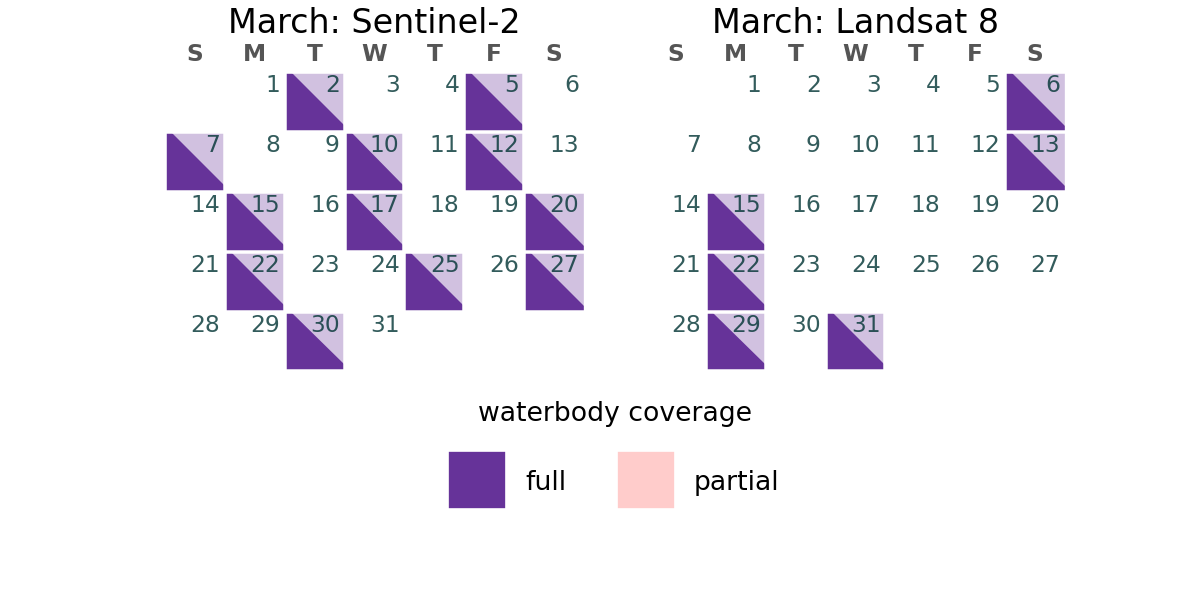 March: Sentinel-2
S M T W T F S
1 2 3 4 5 6
7 8 9 10 11 12 13
14 15 16 17 18 19 20
21 22 23 24 25 26 27
28 29 30 31
March: Landsat 8
S M T W T F S
1 2 3 4 5 6
7 8 9 10 11 12 13
14 15 16 17 18 19 20
21 22 23 24 25 26 27
28 29 30 31
waterbody coverage
full partial